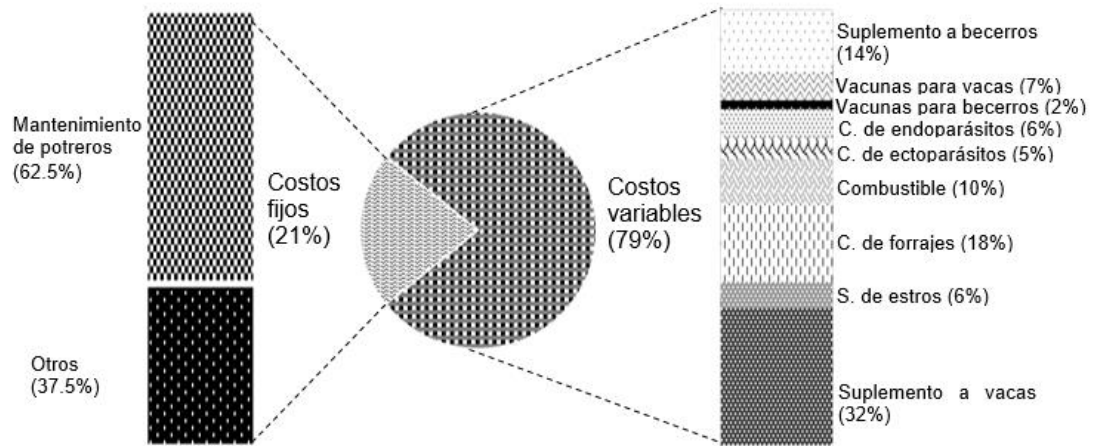 Mantenimiento
de potreros
(62.5%)
Otros
(37.5%)
Costos
fijos
(21%)
Costos
variables
(79%)
Suplemento a becerros
(14%)
Vacunas para vacas (7%)
Vacunas para becerros (2%)
C. de endoparásitos (6%)
C. de ectoparásitos (5%)
Combustible (10%)
C. de forrajes (18%)
S. de estros (6%)
Suplemento a vacas
(32%)